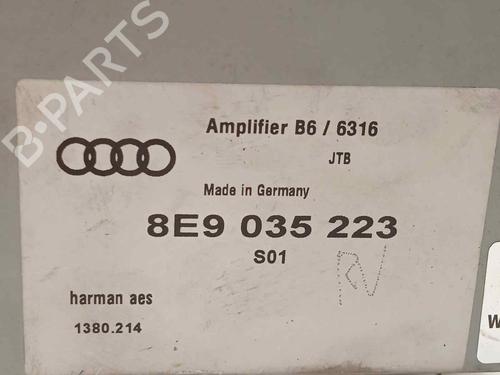 B-PARTS
Amplifier B6 / 6316
JTB
Made in Germany
8E9 035 223
S01
harman aes
1380.214
W